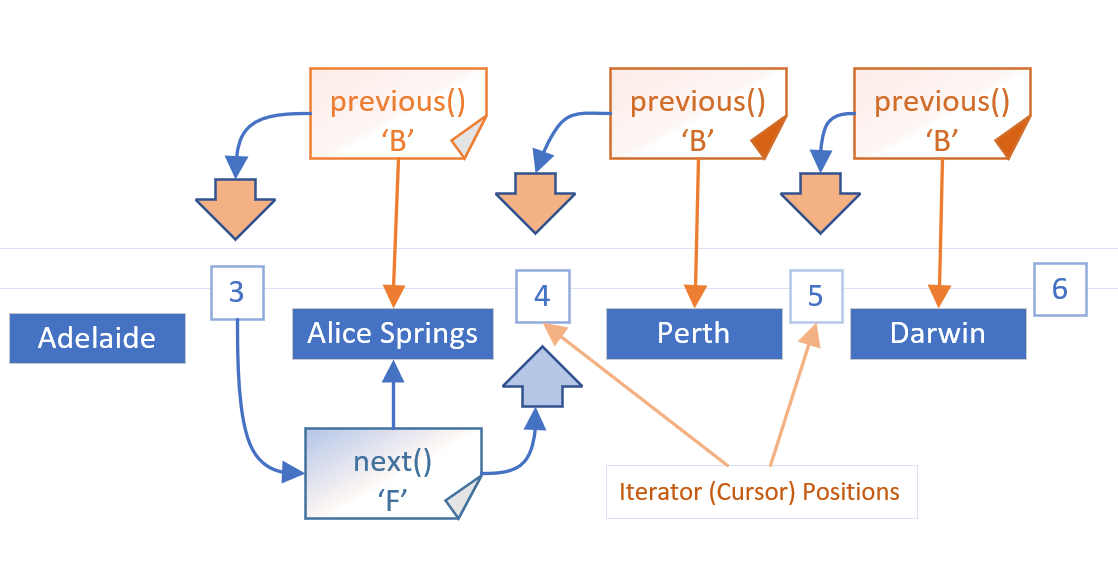 previous()
‘B’
previous()
‘B’
previous()
‘B’
3
4
5
6
Adelaide
Alice Springs
Perth
Darwin
next()
‘F’
Iterator (Cursor) Positions